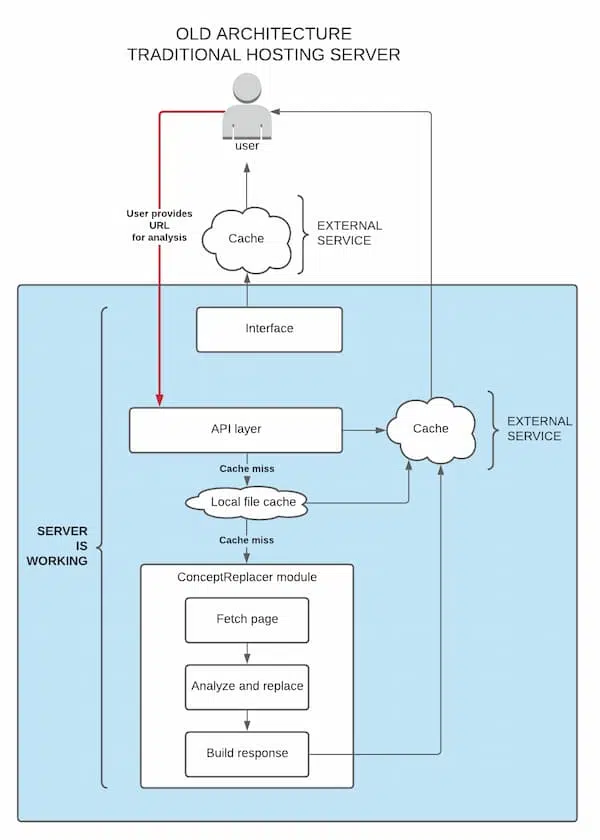 OLD ARCHITECTURE
TRADITIONAL HOSTING SERVER
user
User provides
URL
for analysis
Cache
EXTERNAL
SERVICE
Interface
API layer
Cache
EXTERNAL
SERVICE
Cache miss
Local file cache
SERVER
IS
WORKING
Cache miss
ConceptReplacer module
Fetch page
Analyze and replace
Build response